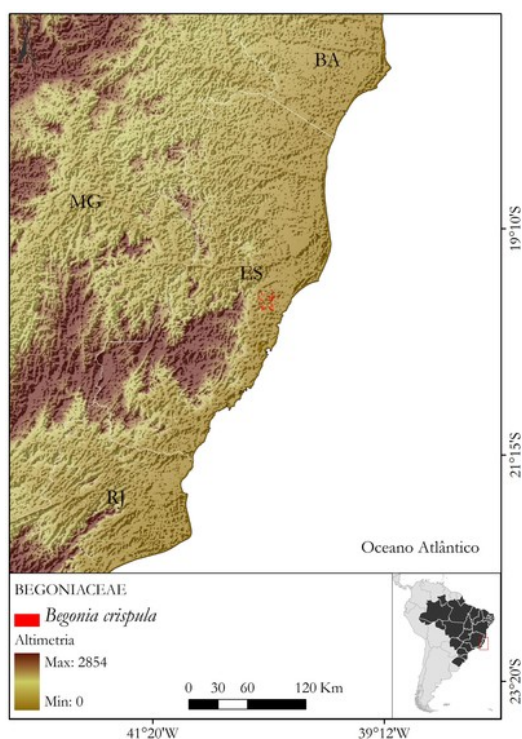 BA
MG
19°10'S
ES
21°15'S
RJ
Oceano Atlântico
BEGONIACEAE
Begonia crispula
Altimetria
Max: 2854
Min: 0
0 30 60 120 Km
23°20'S
41°20'W 39°12'W